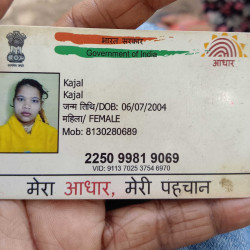 भारत सरकार
Government of India
आधार
Kajal
Kajal
जन्म तिथि/DOB: 06/07/2004
महिला/ FEMALE
Mob: 8130280689
2250 9981 9069
VID: 9113 7025 3754 6970
मेरा आधार, मेरी पहचान